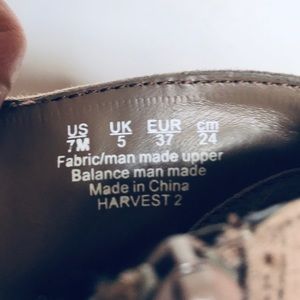 US UK EUR cm
7M 5 37 24
Fabric/man made upper
Balance man made
Made in China
HARVEST 2